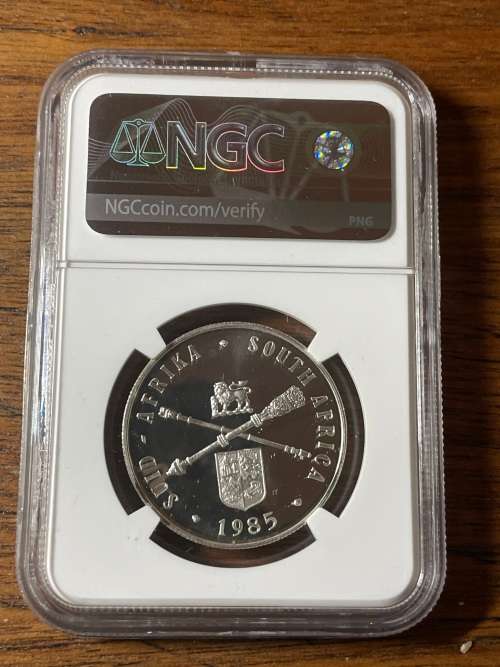 NGC
NGCcoin.com/verify
PNG
SUID - AFRIKA • SOUTH AFRICA
• 1985 •